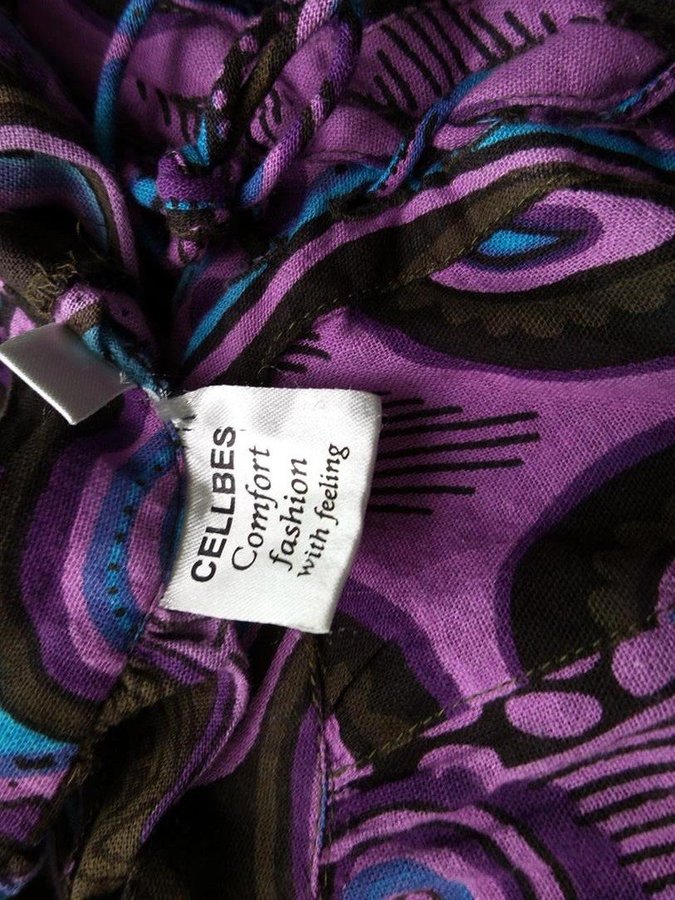 CELLBES
Comfort
fashion
with feeling